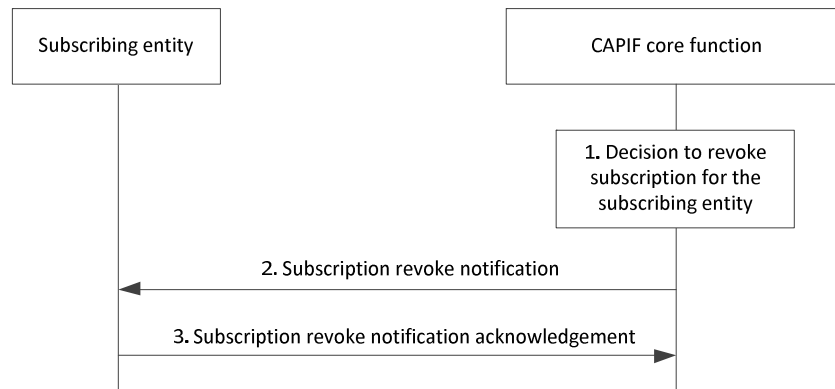 Subscribing entity
CAPIF core function
1. Decision to revoke
subscription for the
subscribing entity
2. Subscription revoke notification
3. Subscription revoke notification acknowledgement